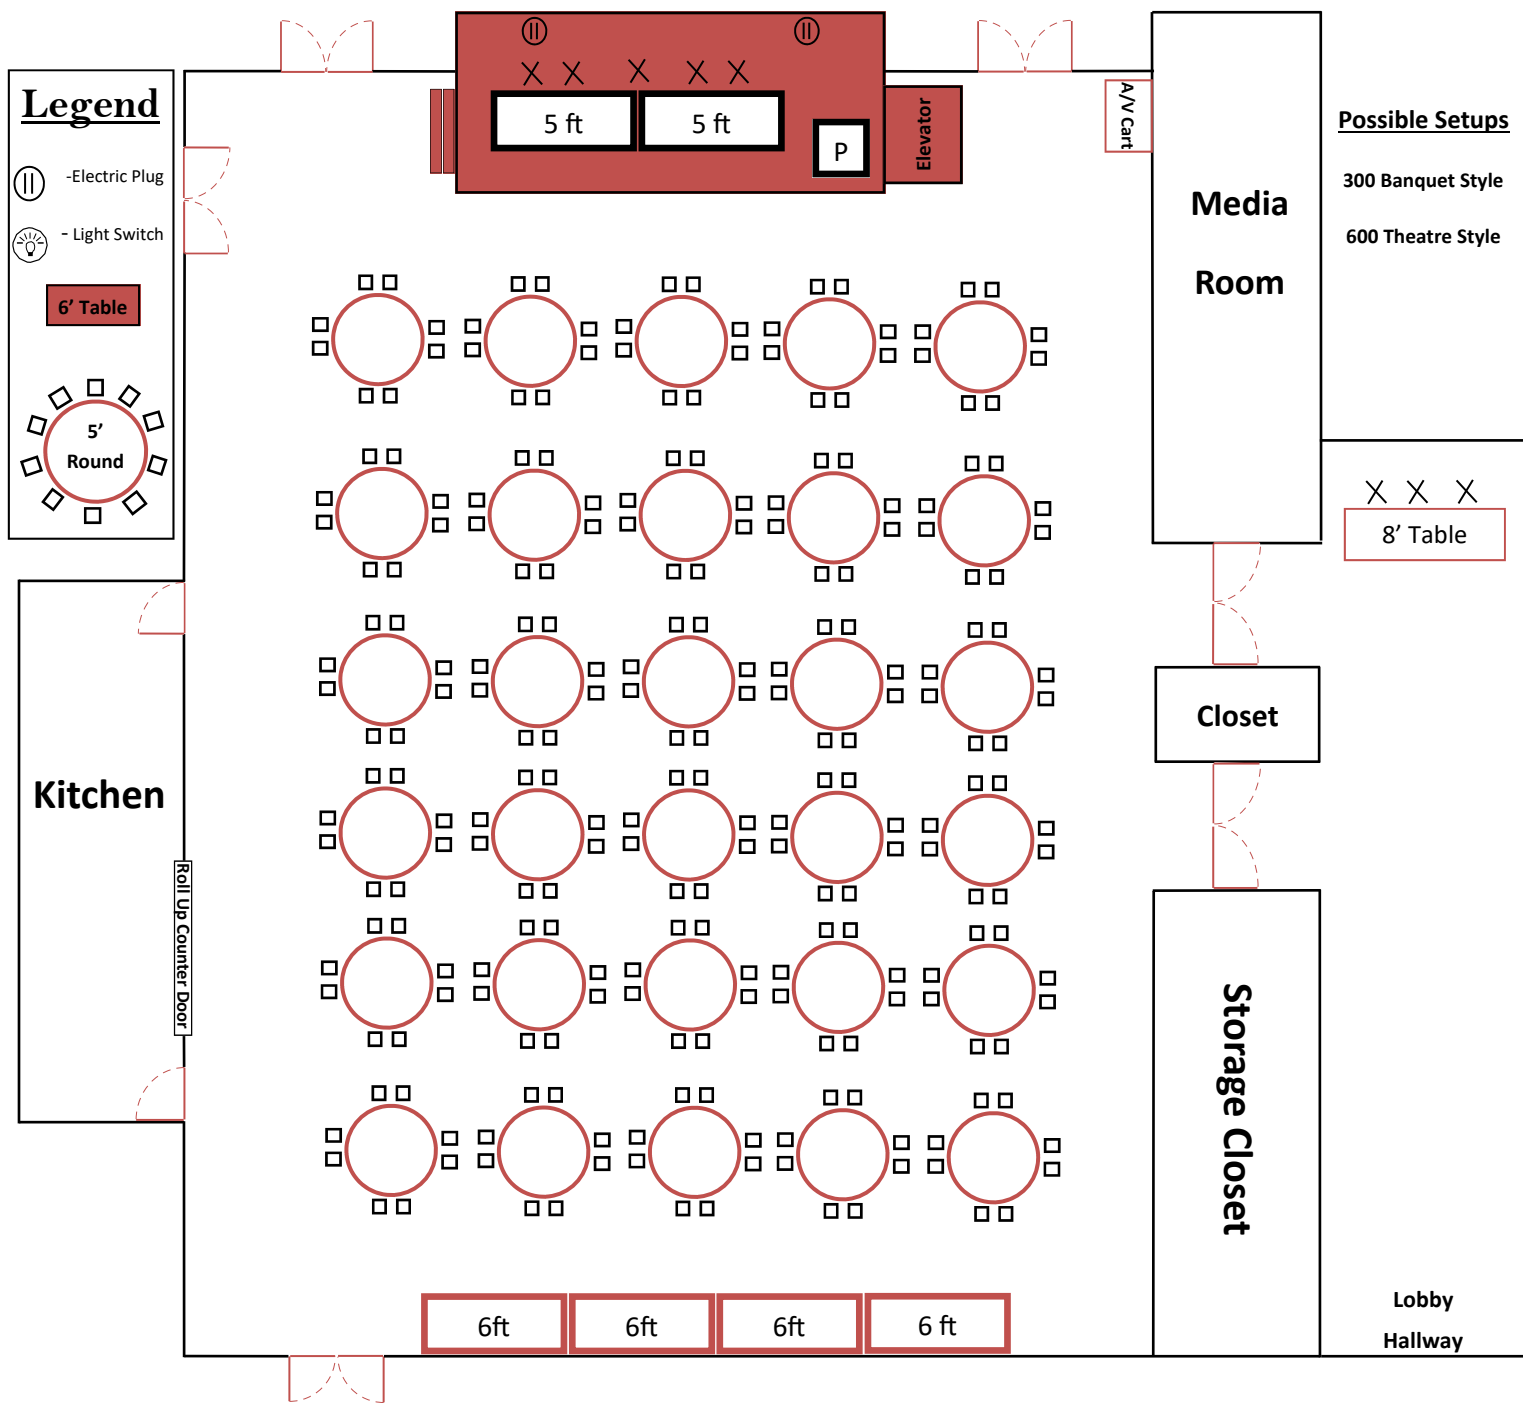 Legend
-Electric Plug
- Light Switch
6’ Table
5’
Round
5 ft
5 ft
P
Elevator
A/V Cart
Media
Room
Possible Setups
300 Banquet Style
600 Theatre Style
8’ Table
Closet
Kitchen
Roll Up Counter Door
Storage Closet
6ft
6ft
6ft
6 ft
Lobby
Hallway